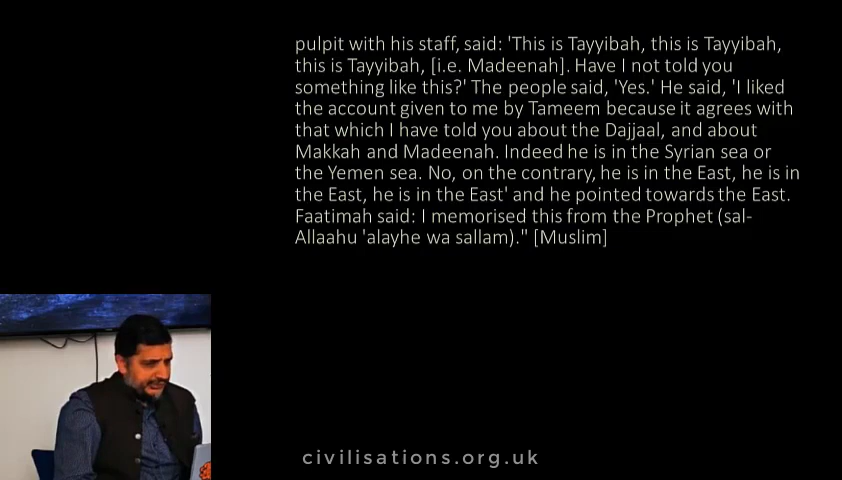 pulpit with his staff, said: 'This is Tayyibah, this is Tayyibah,
this is Tayyibah, [i.e. Madeenah]. Have I not told you
something like this?' The people said, 'Yes.' He said, 'I liked
the account given to me by Tameem because it agrees with
that which I have told you about the Dajjaal, and about
Makkah and Madeenah. Indeed he is in the Syrian sea or
the Yemen sea. No, on the contrary, he is in the East, he is in
the East, he is in the East' and he pointed towards the East.
Faatimah said: I memorised this from the Prophet (sal-
Allaahu 'alayhe wa sallam)." [Muslim]
civilisations.org.uk